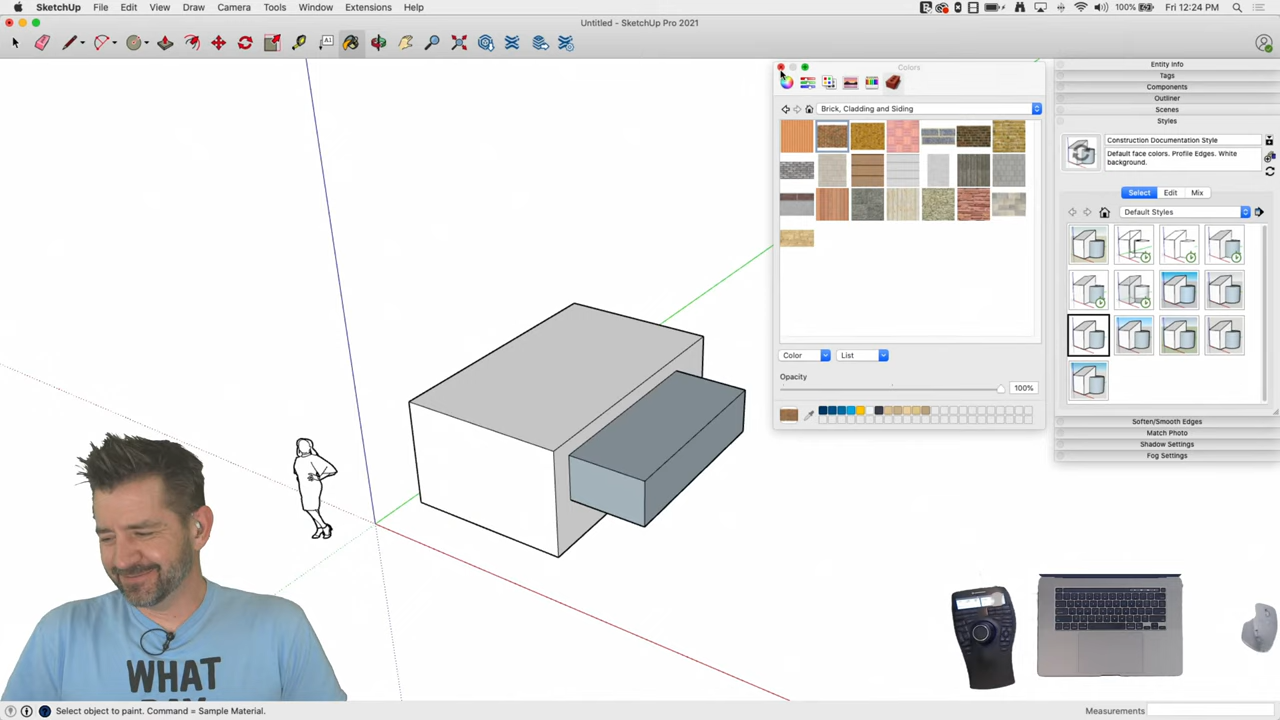 SketchUp File Edit View Draw Camera Tools Window Extensions Help
100% Fri 12:24 PM
Untitled - SketchUp Pro 2021
Colors
Brick, Cladding and Siding
Color List
Opacity
100%
Entity Info
Tags
Components
Outliner
Scenes
Styles
Construction Documentation Style
Default face colors. Profile Edges. White background.
Select Edit Mix
Default Styles
Soften/Smooth Edges
Match Photo
Shadow Settings
Fog Settings
WHAT
Select object to paint. Command = Sample Material.
Measurements